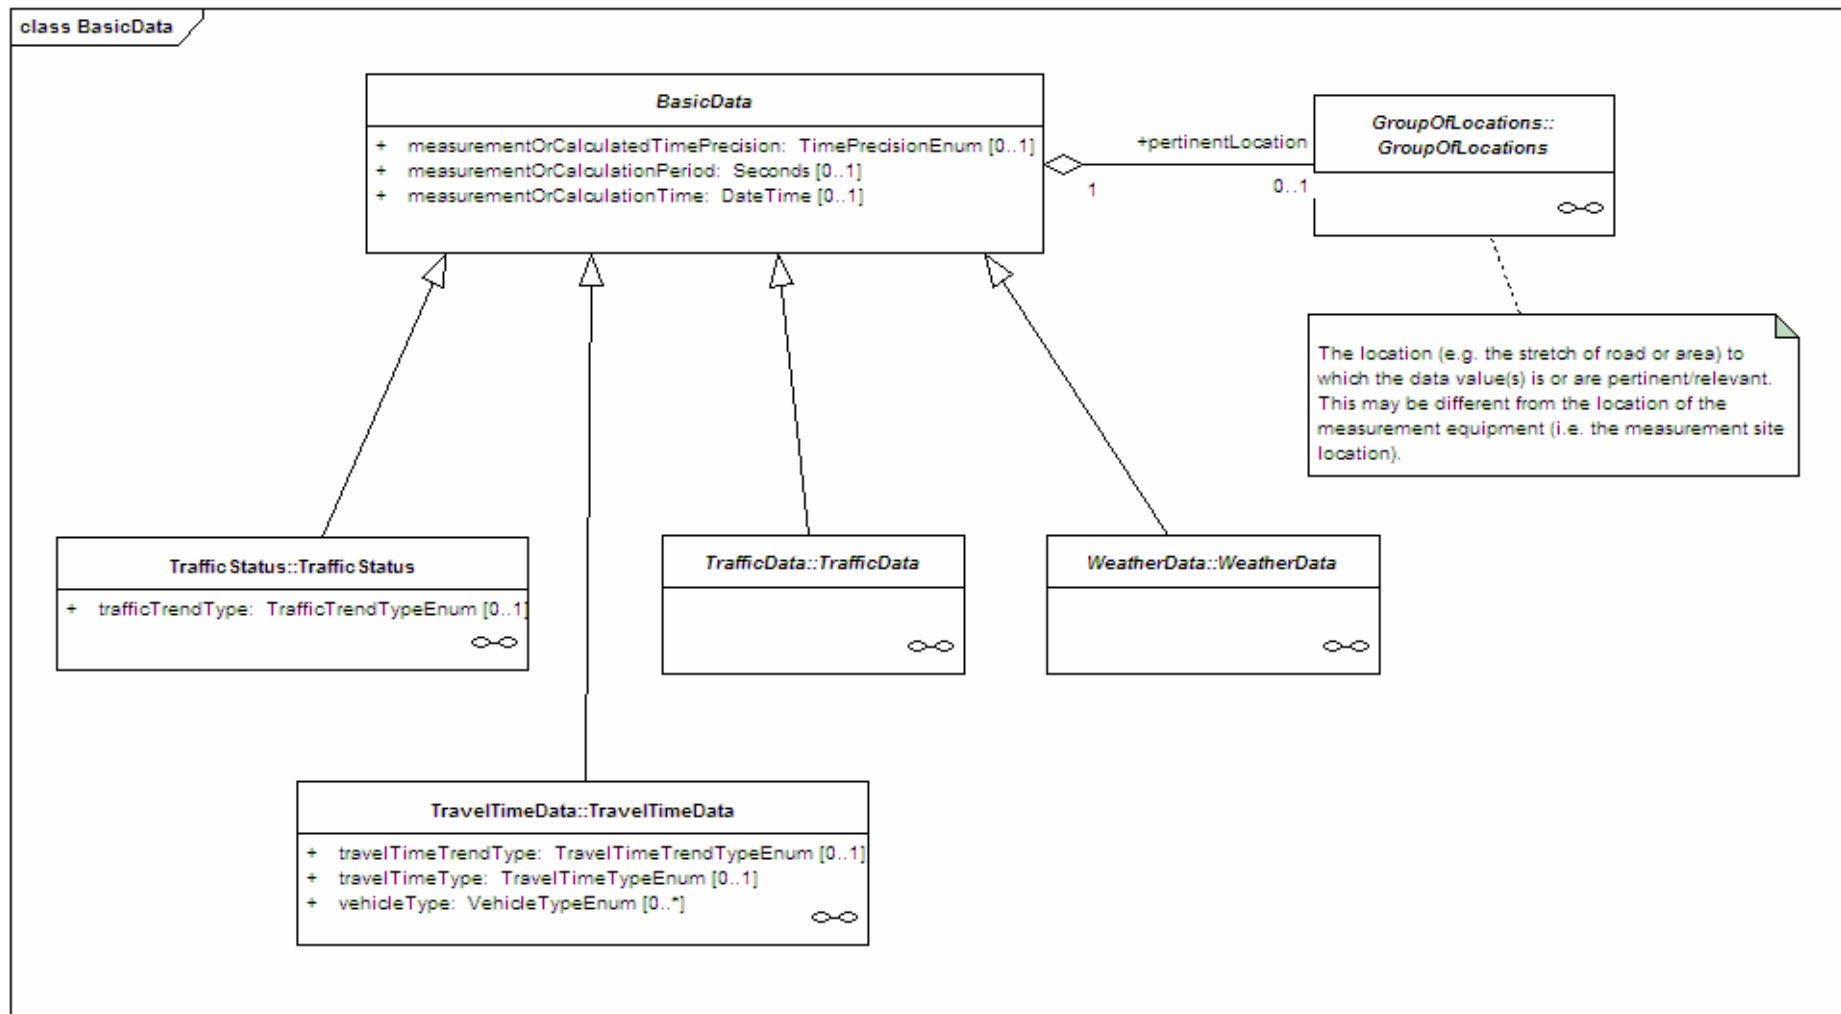 class BasicData
BasicData
+ measurementOrCalculatedTimePrecision: TimePrecisionEnum [0..1]
+ measurementOrCalculationPeriod: Seconds [0..1]
+ measurementOrCalculationTime: DateTime [0..1]
+pertinentLocation
1
0..1
GroupOfLocations::
GroupOfLocations
The location (e.g. the stretch of road or area) to
which the data value(s) is or are pertinent/relevant.
This may be different from the location of the
measurement equipment (i.e. the measurement site
location).
TrafficStatus::TrafficStatus
+ trafficTrendType: TrafficTrendTypeEnum [0..1]
TrafficData::TrafficData
WeatherData::WeatherData
TravelTimeData::TravelTimeData
+ travelTimeTrendType: TravelTimeTrendTypeEnum [0..1]
+ travelTimeType: TravelTimeTypeEnum [0..1]
+ vehicleType: VehicleTypeEnum [0..*]